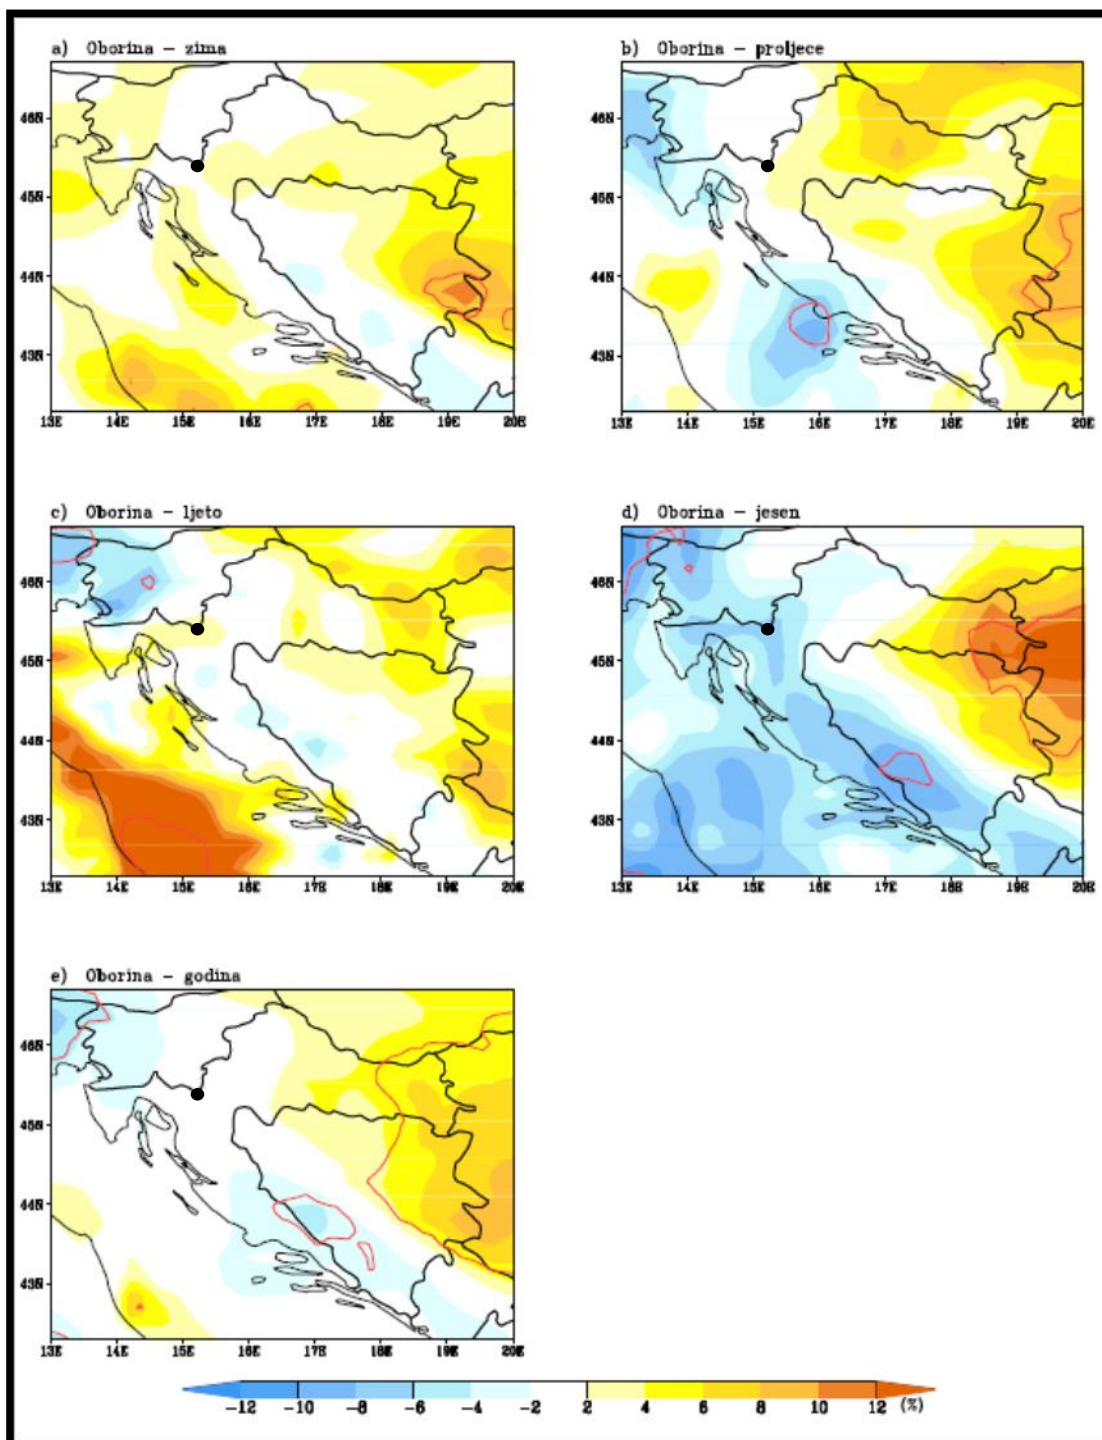 a) Oborina – zima
b) Oborina – proljece
46N
45N
44N
43N
13E 14E 15E 16E 17E 18E 19E 20E
46N
45N
44N
43N
13E 14E 15E 16E 17E 18E 19E 20E
c) Oborina – ljeto
d) Oborina – jesen
46N
45N
44N
43N
13E 14E 15E 16E 17E 18E 19E 20E
46N
45N
44N
43N
13E 14E 15E 16E 17E 18E 19E 20E
e) Oborina – godina
46N
45N
44N
43N
13E 14E 15E 16E 17E 18E 19E 20E
-12 -10 -8 -6 -4 -2 2 4 6 8 10 12 (%)